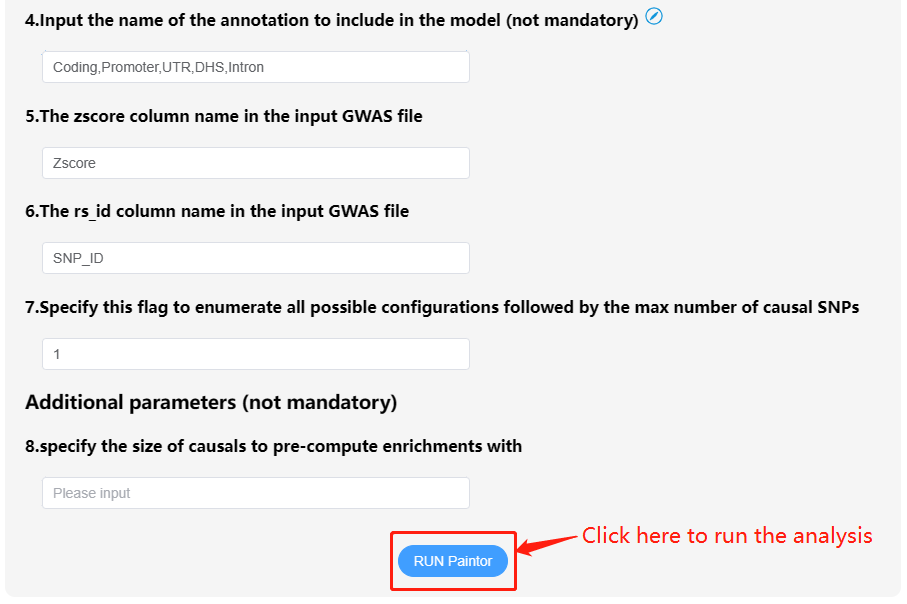 4.Input the name of the annotation to include in the model (not mandatory)
Coding,Promoter,UTR,DHS,Intron
5.The zscore column name in the input GWAS file
Zscore
6.The rs_id column name in the input GWAS file
SNP_ID
7.Specify this flag to enumerate all possible configurations followed by the max number of causal SNPs
1
Additional parameters (not mandatory)
8.specify the size of causals to pre-compute enrichments with
Please input
Click here to run the analysis
RUN Paintor